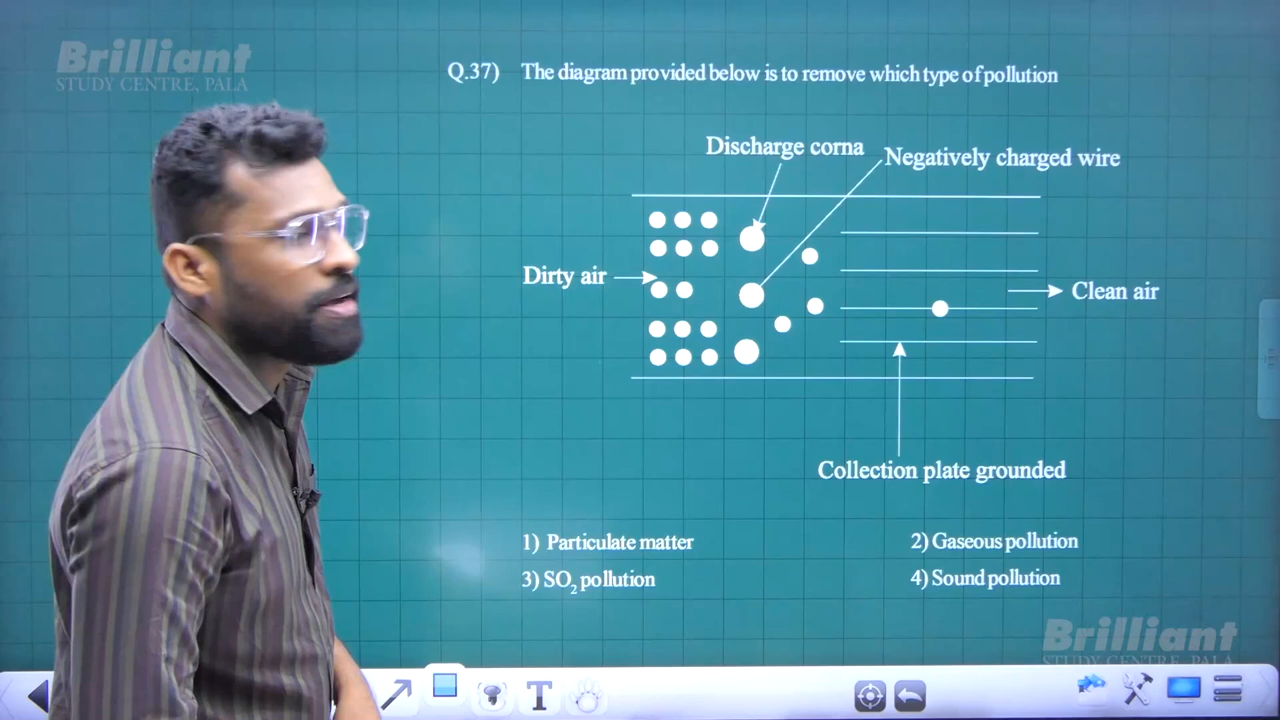 Brilliant
STUDY CENTRE, PALA
Q.37) The diagram provided below is to remove which type of pollution
Discharge corna
Negatively charged wire
Dirty air
Clean air
Collection plate grounded
1) Particulate matter
2) Gaseous pollution
3) SO₂ pollution
4) Sound pollution
Brilliant
STUDY CENTRE, PALA
T